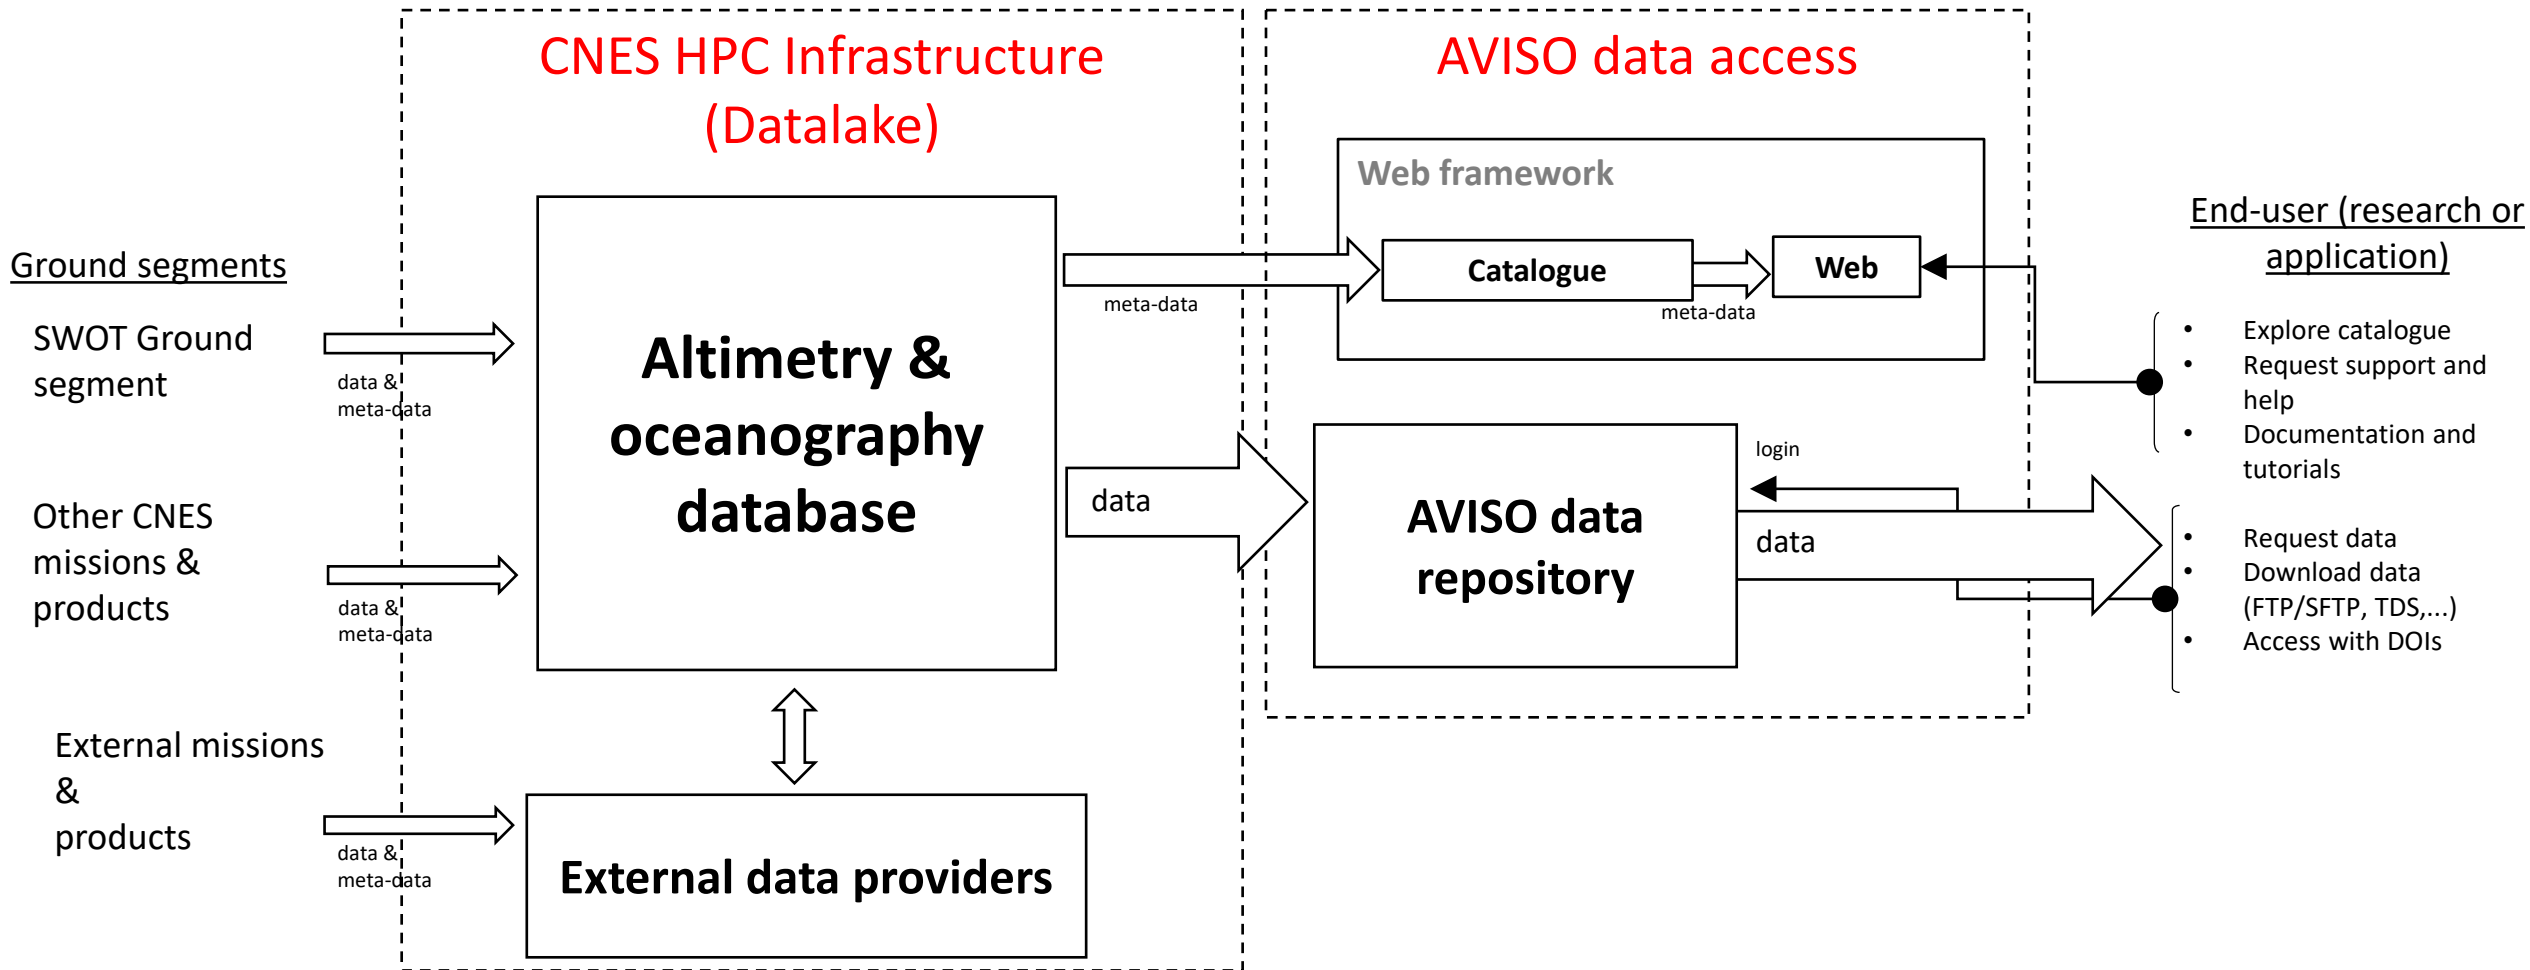 CNES HPC Infrastructure
(Datalake)
AVISO data access
Ground segments
SWOT Ground
segment
data &
meta-data
Other CNES
missions &
products
data &
meta-data
External missions
&
products
data &
meta-data
Altimetry &
oceanography
database
External data providers
meta-data
data
Web framework
Catalogue
meta-data
Web
AVISO data
repository
login
data
End-user (research or
application)
• Explore catalogue
• Request support and
help
• Documentation and
tutorials
• Request data
• Download data
(FTP/SFTP, TDS,...)
• Access with DOIs